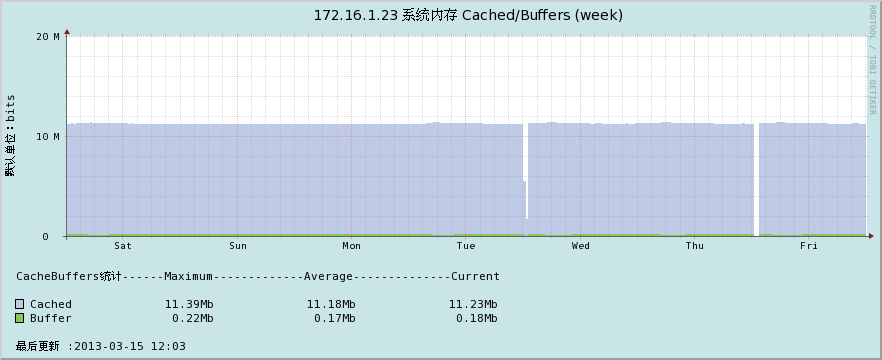 172.16.1.23 系统内存 Cached/Buffers (week)
RRDTOOL / TOBI OETIKER
默认单位：bits
20 M
10 M
0
Sat Sun Mon Tue Wed Thu Fri
CacheBuffers统计------Maximum-------------Average--------------Current
Cached 11.39Mb 11.18Mb 11.23Mb
Buffer 0.22Mb 0.17Mb 0.18Mb
最后更新 :2013-03-15 12:03